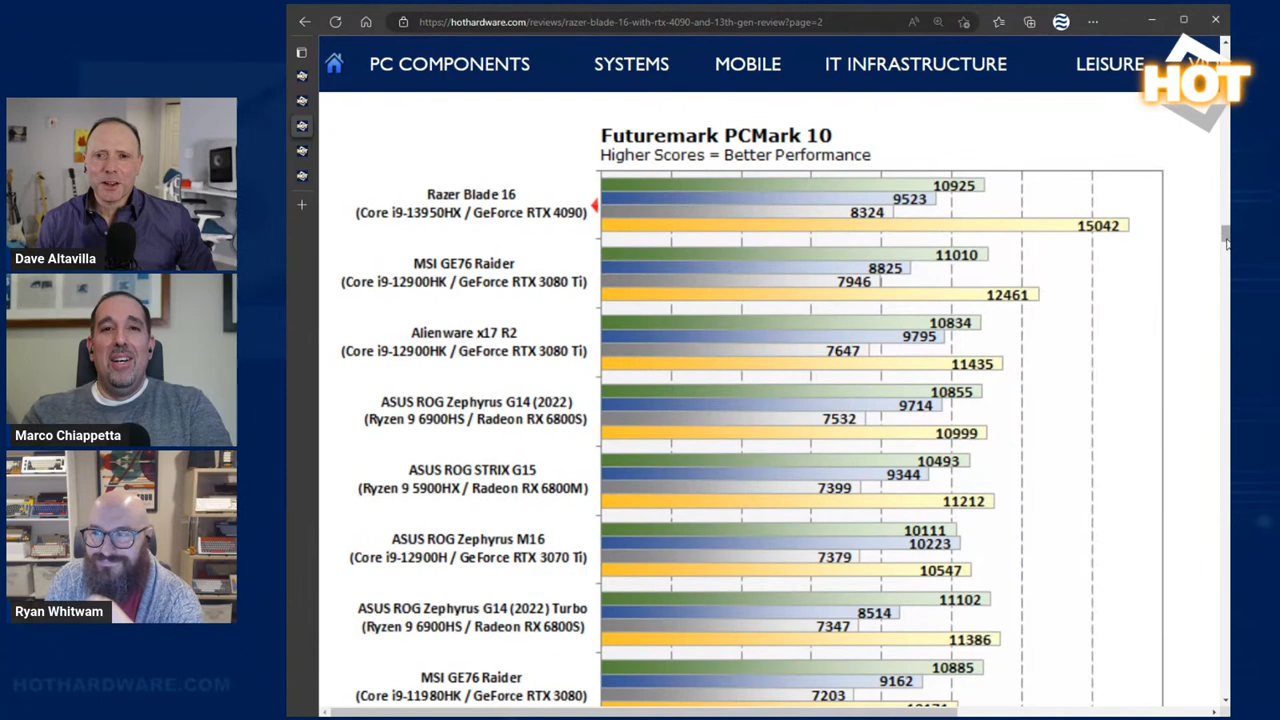 https://hothardware.com/reviews/razer-blade-16-with-rtx-4090-and-13th-gen-review?page=2
PC COMPONENTS SYSTEMS MOBILE IT INFRASTRUCTURE LEISURE
HOT
Futuremark PCMark 10
Higher Scores = Better Performance
Razer Blade 16
(Core i9-13950HX / GeForce RTX 4090)
10925
9523
8324
15042
MSI GE76 Raider
(Core i9-12900HK / GeForce RTX 3080 Ti)
11010
8825
7946
12461
Alienware x17 R2
(Core i9-12900HK / GeForce RTX 3080 Ti)
10834
9795
7647
11435
ASUS ROG Zephyrus G14 (2022)
(Ryzen 9 6900HS / Radeon RX 6800S)
10855
9714
7532
10999
ASUS ROG STRIX G15
(Ryzen 9 5900HX / Radeon RX 6800M)
10493
9344
7399
11212
ASUS ROG Zephyrus M16
(Core i9-12900H / GeForce RTX 3070 Ti)
10111
10223
7379
10547
ASUS ROG Zephyrus G14 (2022) Turbo
(Ryzen 9 6900HS / Radeon RX 6800S)
11102
8514
7347
11386
MSI GE76 Raider
(Core i9-11980HK / GeForce RTX 3080)
10885
9162
7203
Dave Altavilla
Marco Chiappetta
Ryan Whitwam
HOTHARDWARE.COM